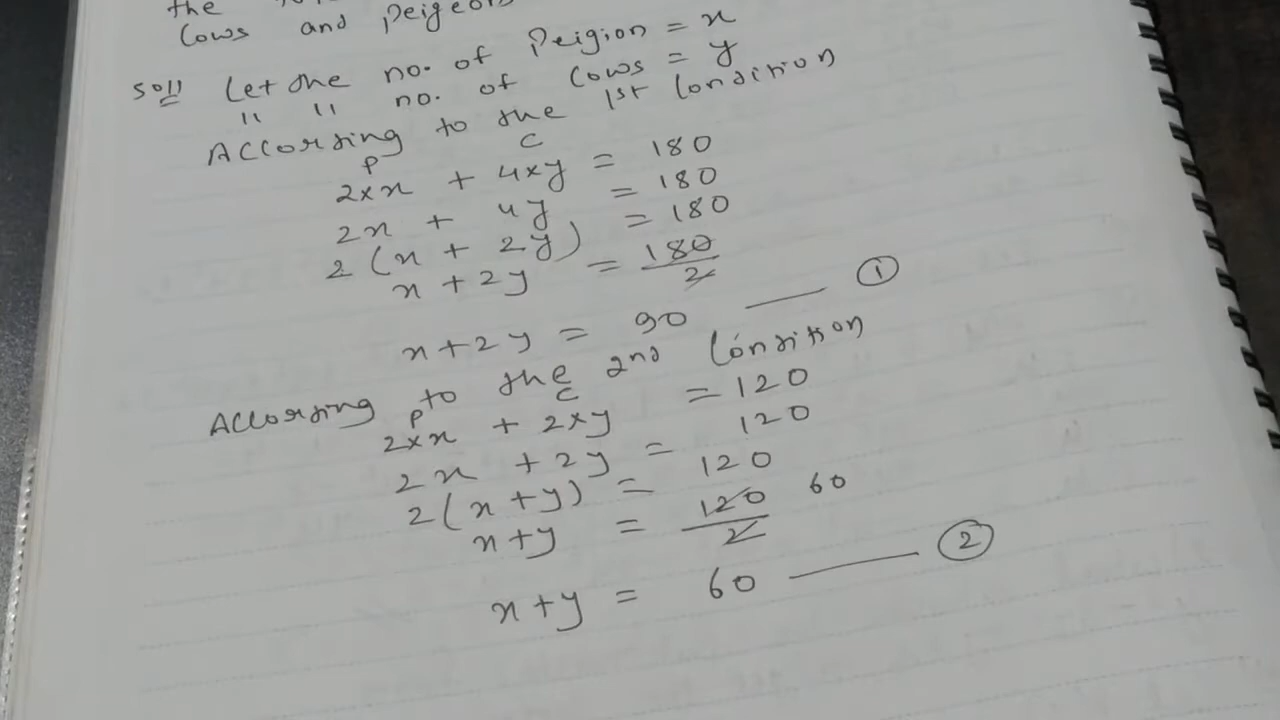 the
Cows and peigeons
Soln Let the no. of Peigion = x
" " no. of Cows = y
According to the 1st Condition
P C
2×x + 4×y = 180
2x + 4y = 180
2(x + 2y) = 180
x + 2y = 180/2
x + 2y = 90 —— ①
According to the 2nd Condition
P C
2×x + 2×y = 120
2x + 2y = 120
2(x + y) = 120
x + y = 120/2 60
x + y = 60 —— ②